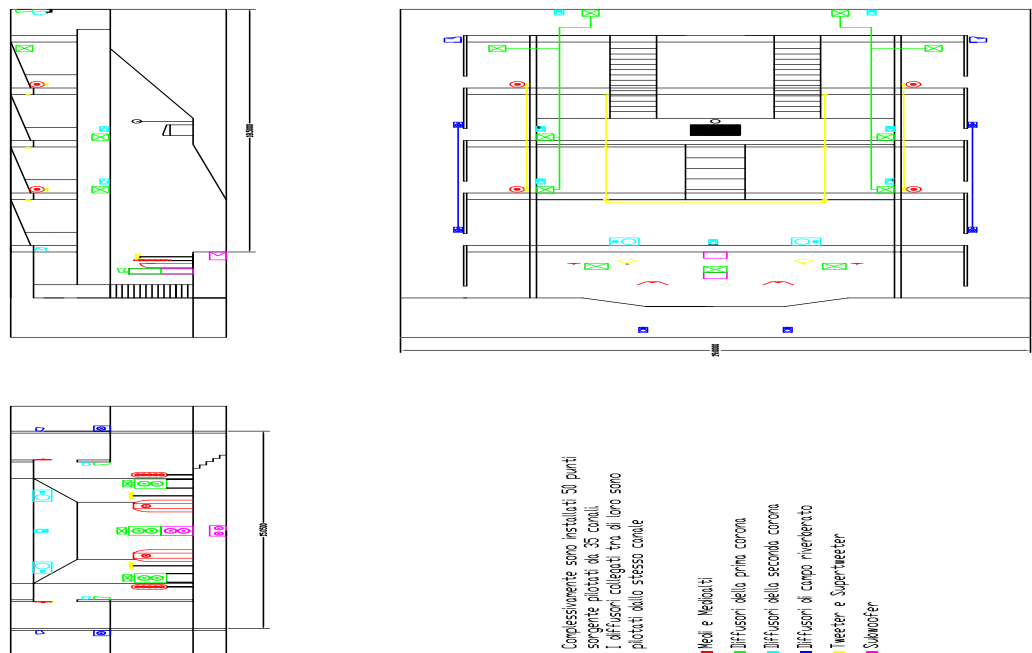 Complessivamente sono installati 50 punti
sorgente pilotati da 35 canali
I diffusori collegati tra di loro sono
pilotati dallo stesso canale
Medi e Medioalti
Diffusori della prima corona
Diffusori della seconda corona
Diffusori di campo riverberato
Tweeter e Supertweeter
Subwoofer